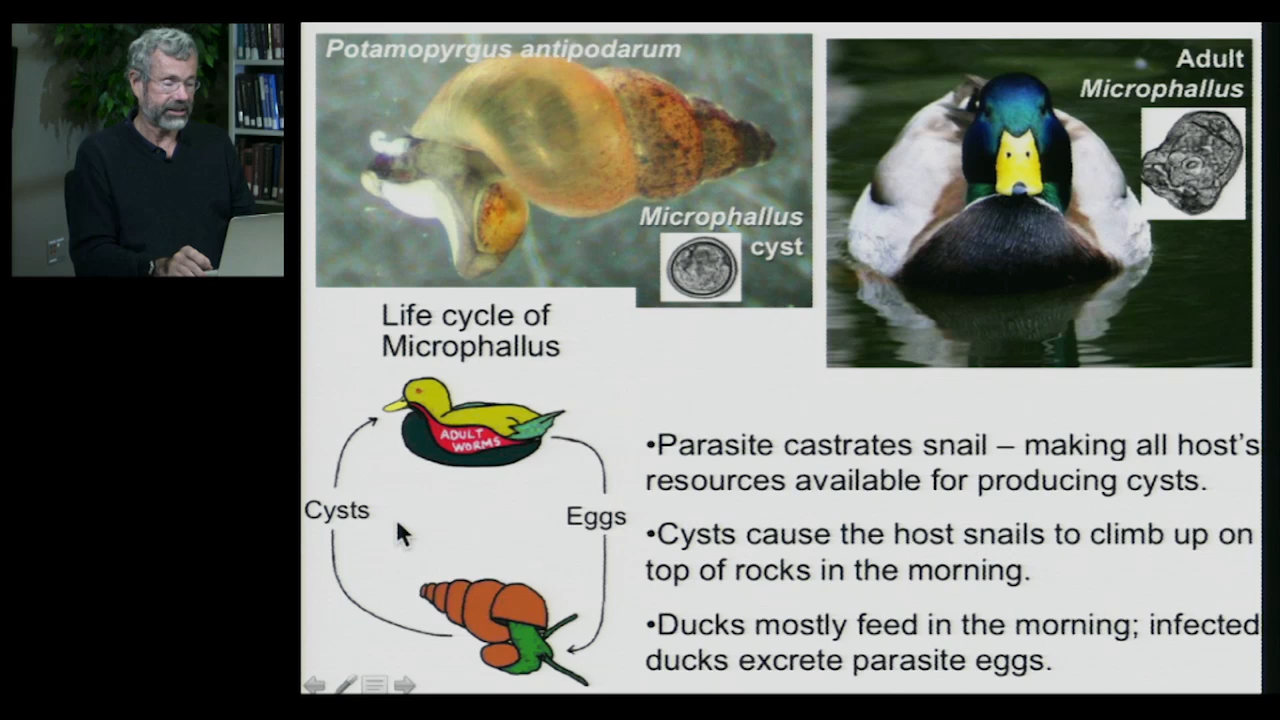 Potamopyrgus antipodarum
Microphallus
cyst
Adult
Microphallus
Life cycle of
Microphallus
ADULT
WORMS
Cysts
Eggs
•Parasite castrates snail – making all host's
resources available for producing cysts.
•Cysts cause the host snails to climb up on
top of rocks in the morning.
•Ducks mostly feed in the morning; infected
ducks excrete parasite eggs.